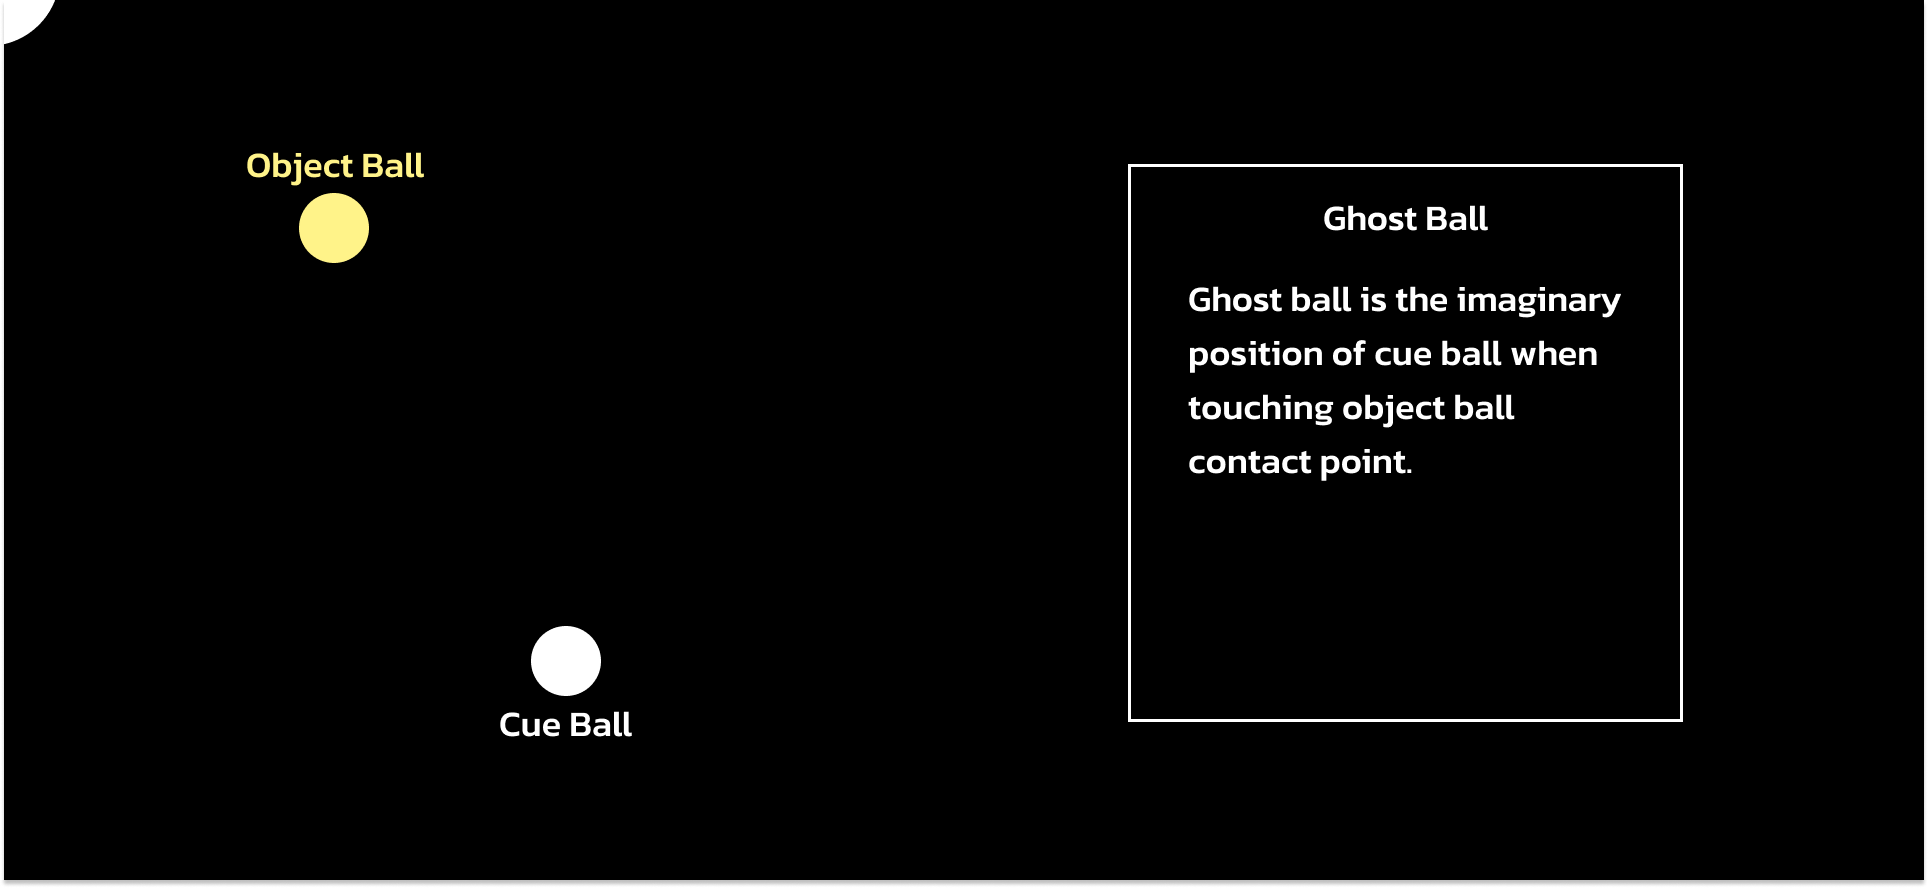 Object Ball
Cue Ball
Ghost Ball
Ghost ball is the imaginary
position of cue ball when
touching object ball
contact point.